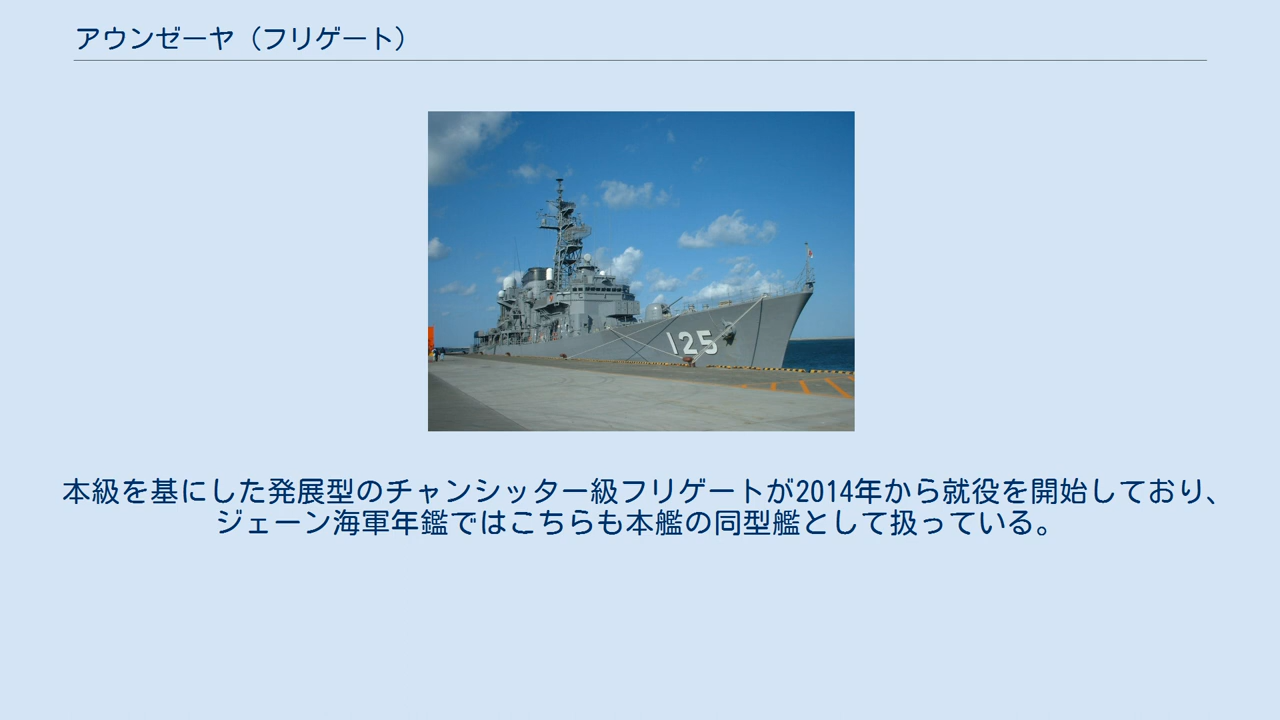 アウンゼーヤ（フリゲート）
125
本級を基にした発展型のチャンシッター級フリゲートが2014年から就役を開始しており、
ジェーン海軍年鑑ではこちらも本艦の同型艦として扱っている。